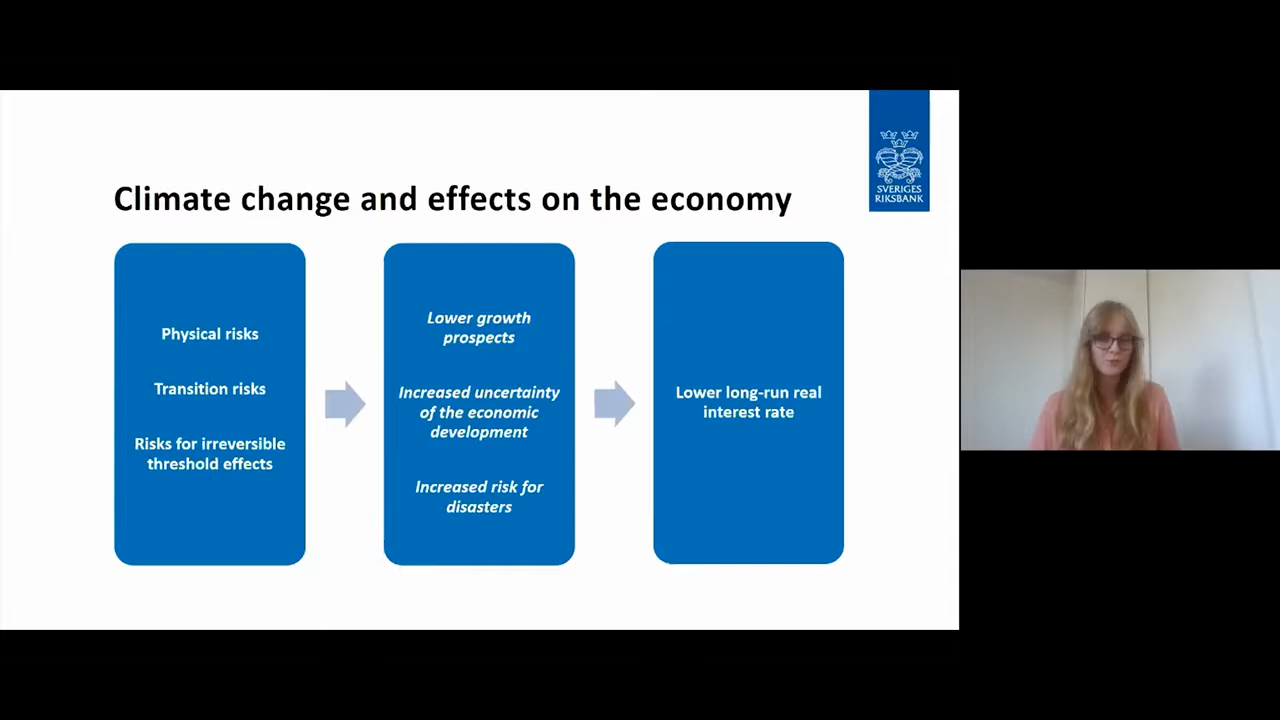 SVERIGES
RIKSBANK
Climate change and effects on the economy
Physical risks
Transition risks
Risks for irreversible
threshold effects
Lower growth
prospects
Increased uncertainty
of the economic
development
Increased risk for
disasters
Lower long-run real
interest rate